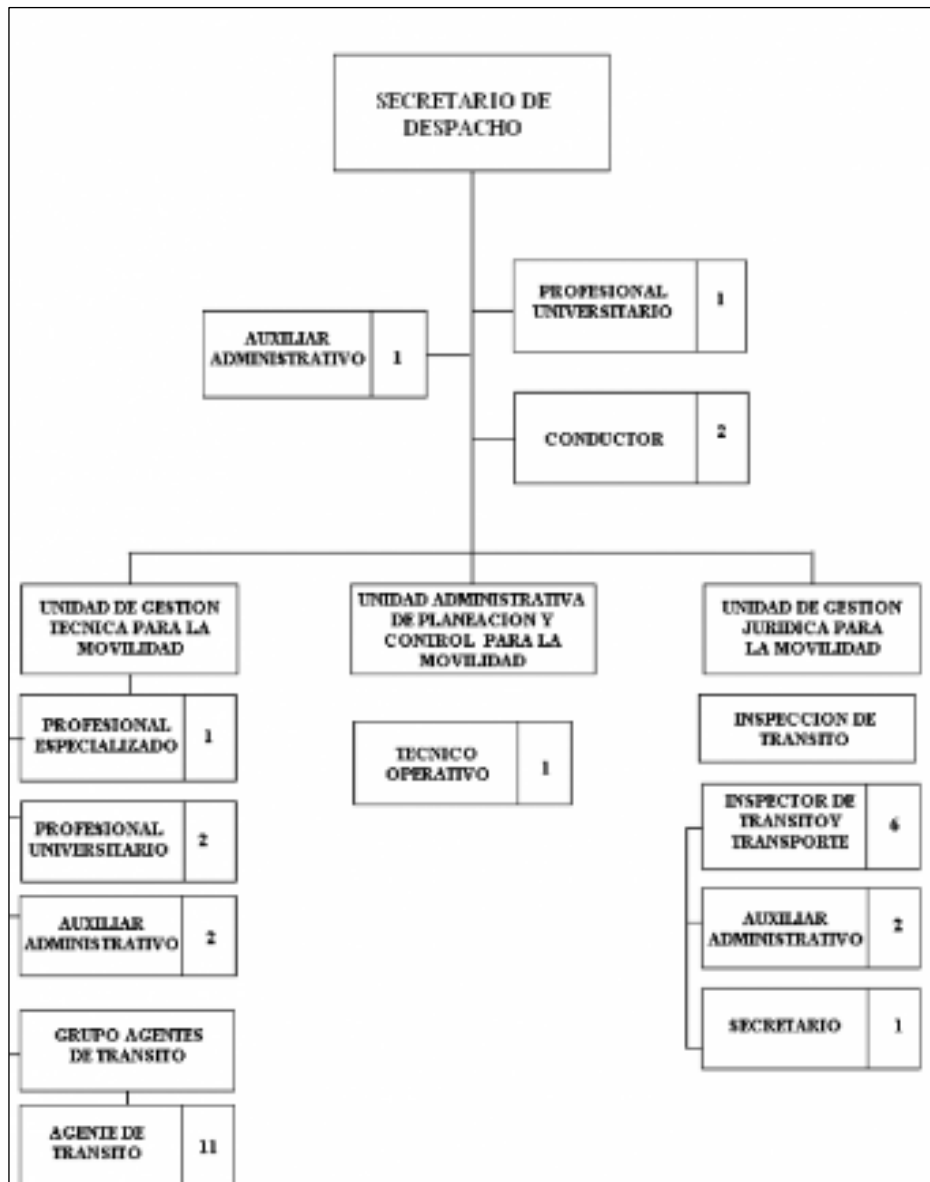 SECRETARIO DE
DESPACHO
PROFESIONAL
UNIVERSITARIO
1
AUXILIAR
ADMINISTRATIVO
1
CONDUCTOR
2
UNIDAD DE GESTION
TECNICA PARA LA
MOVILIDAD
PROFESIONAL
ESPECIALIZADO
1
PROFESIONAL
UNIVERSITARIO
2
AUXILIAR
ADMINISTRATIVO
2
GRUPO AGENTES
DE TRANSITO
AGENTE DE
TRANSITO
11
UNIDAD ADMINISTRATIVA
DE PLANEACION Y
CONTROL PARA LA
MOVILIDAD
TECNICO
OPERATIVO
1
UNIDAD DE GESTION
JURIDICA PARA
LA MOVILIDAD
INSPECCION DE
TRANSITO
INSPECTOR DE
TRANSITO Y
TRANSPORTE
6
AUXILIAR
ADMINISTRATIVO
2
SECRETARIO
1